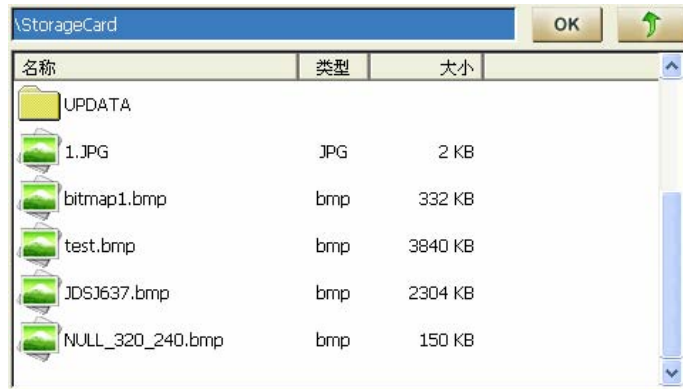 \StorageCard OK
名称 类型 大小
UPDATA
1.JPG JPG 2 KB
bitmap1.bmp bmp 332 KB
test.bmp bmp 3840 KB
JDSJ637.bmp bmp 2304 KB
NULL_320_240.bmp bmp 150 KB